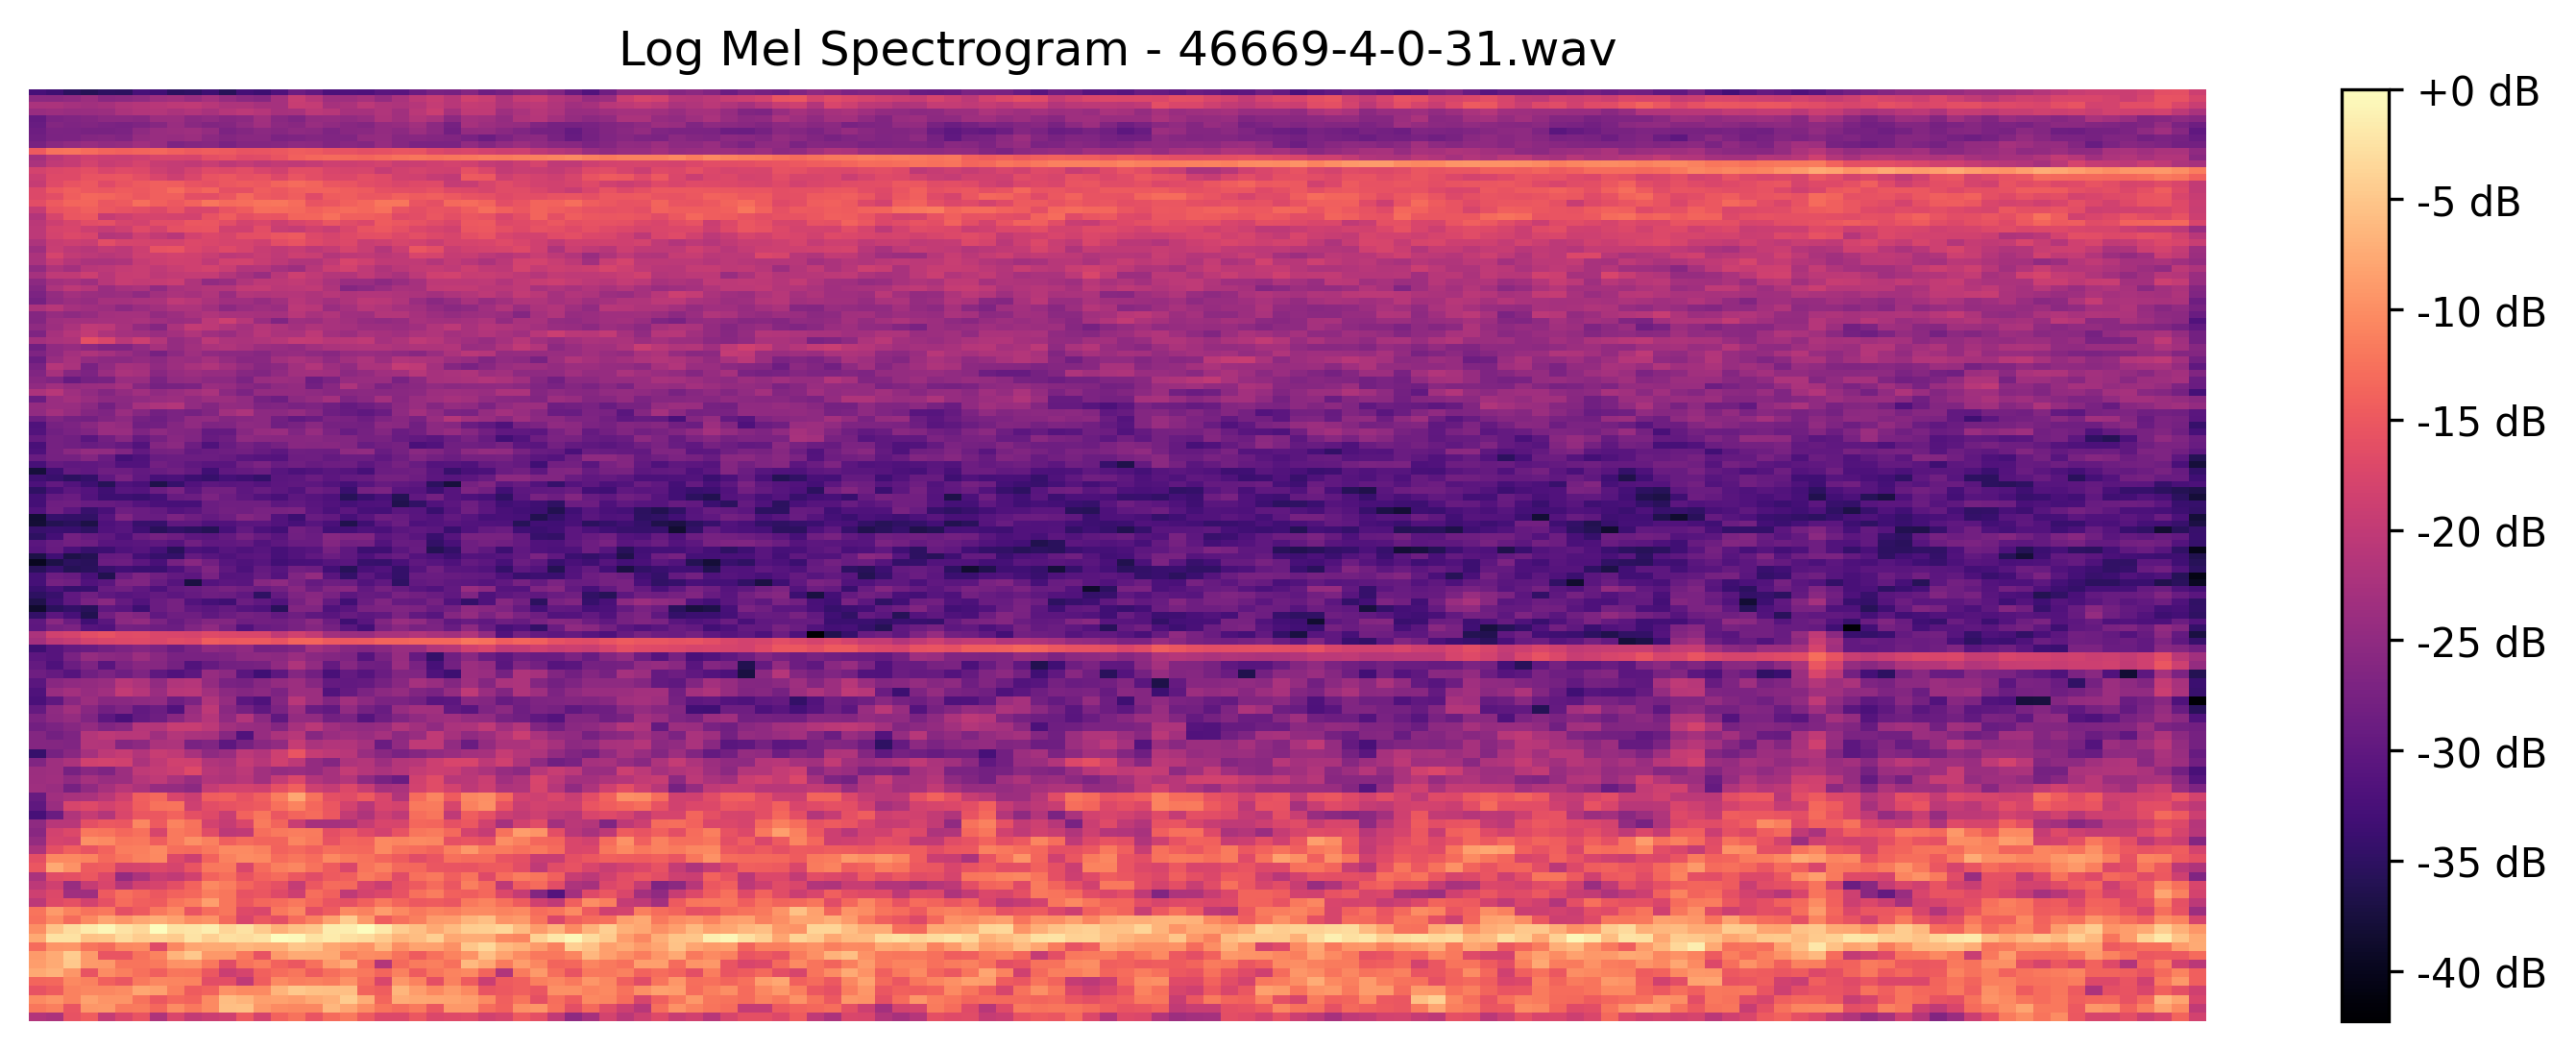 Log Mel Spectrogram - 46669-4-0-31.wav
+0 dB
-5 dB
-10 dB
-15 dB
-20 dB
-25 dB
-30 dB
-35 dB
-40 dB